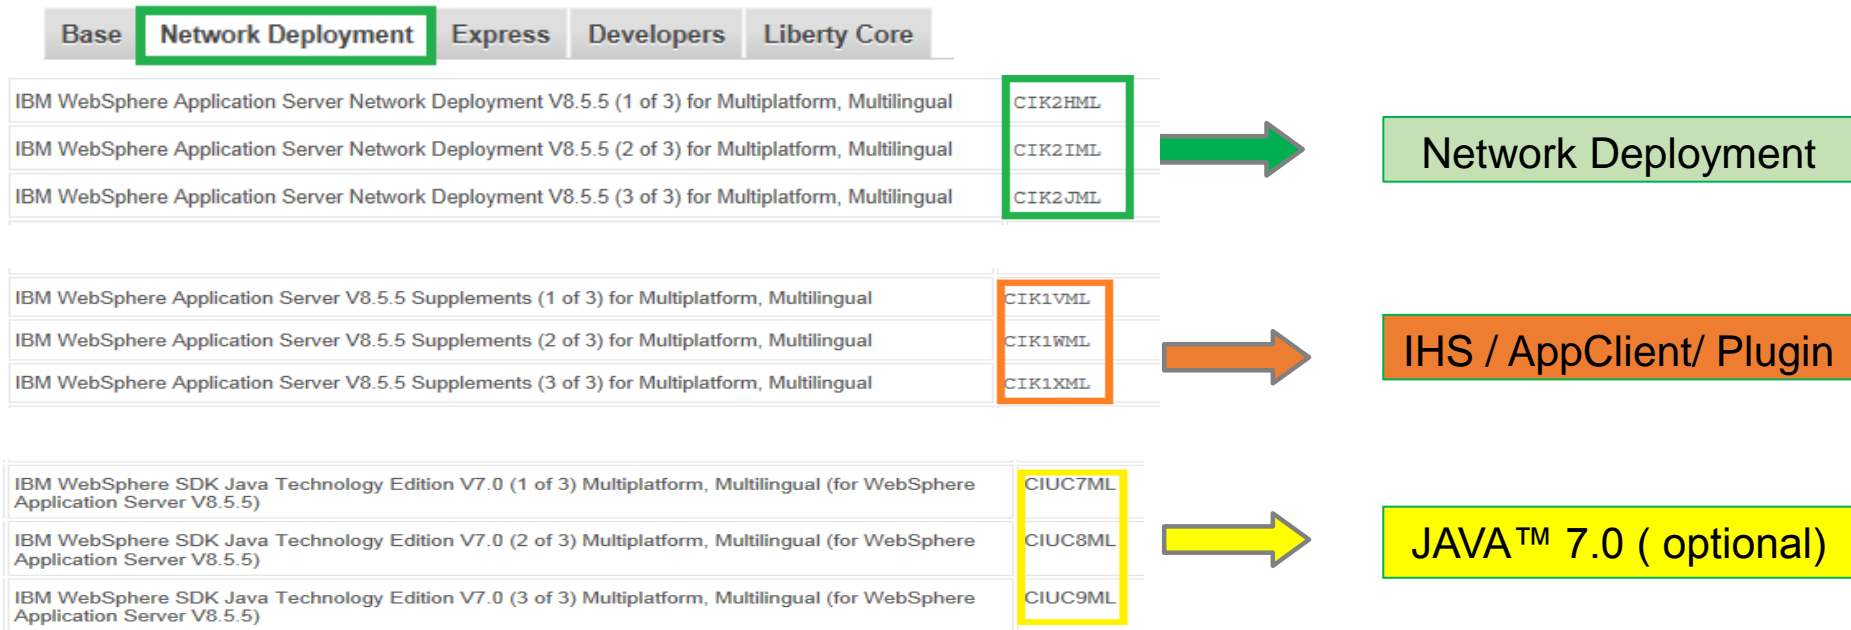 Base Network Deployment Express Developers Liberty Core
IBM WebSphere Application Server Network Deployment V8.5.5 (1 of 3) for Multiplatform, Multilingual CIK2HML
IBM WebSphere Application Server Network Deployment V8.5.5 (2 of 3) for Multiplatform, Multilingual CIK2IML
IBM WebSphere Application Server Network Deployment V8.5.5 (3 of 3) for Multiplatform, Multilingual CIK2JML
Network Deployment
IBM WebSphere Application Server V8.5.5 Supplements (1 of 3) for Multiplatform, Multilingual CIK1VML
IBM WebSphere Application Server V8.5.5 Supplements (2 of 3) for Multiplatform, Multilingual CIK1WML
IBM WebSphere Application Server V8.5.5 Supplements (3 of 3) for Multiplatform, Multilingual CIK1XML
IHS / AppClient/ Plugin
IBM WebSphere SDK Java Technology Edition V7.0 (1 of 3) Multiplatform, Multilingual (for WebSphere CIUC7ML
Application Server V8.5.5)
IBM WebSphere SDK Java Technology Edition V7.0 (2 of 3) Multiplatform, Multilingual (for WebSphere CIUC8ML
Application Server V8.5.5)
IBM WebSphere SDK Java Technology Edition V7.0 (3 of 3) Multiplatform, Multilingual (for WebSphere CIUC9ML
Application Server V8.5.5)
JAVA™ 7.0 ( optional)